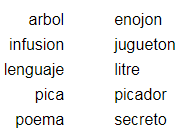 arbol enojon
infusion jugueton
lenguaje litre
pica picador
poema secreto